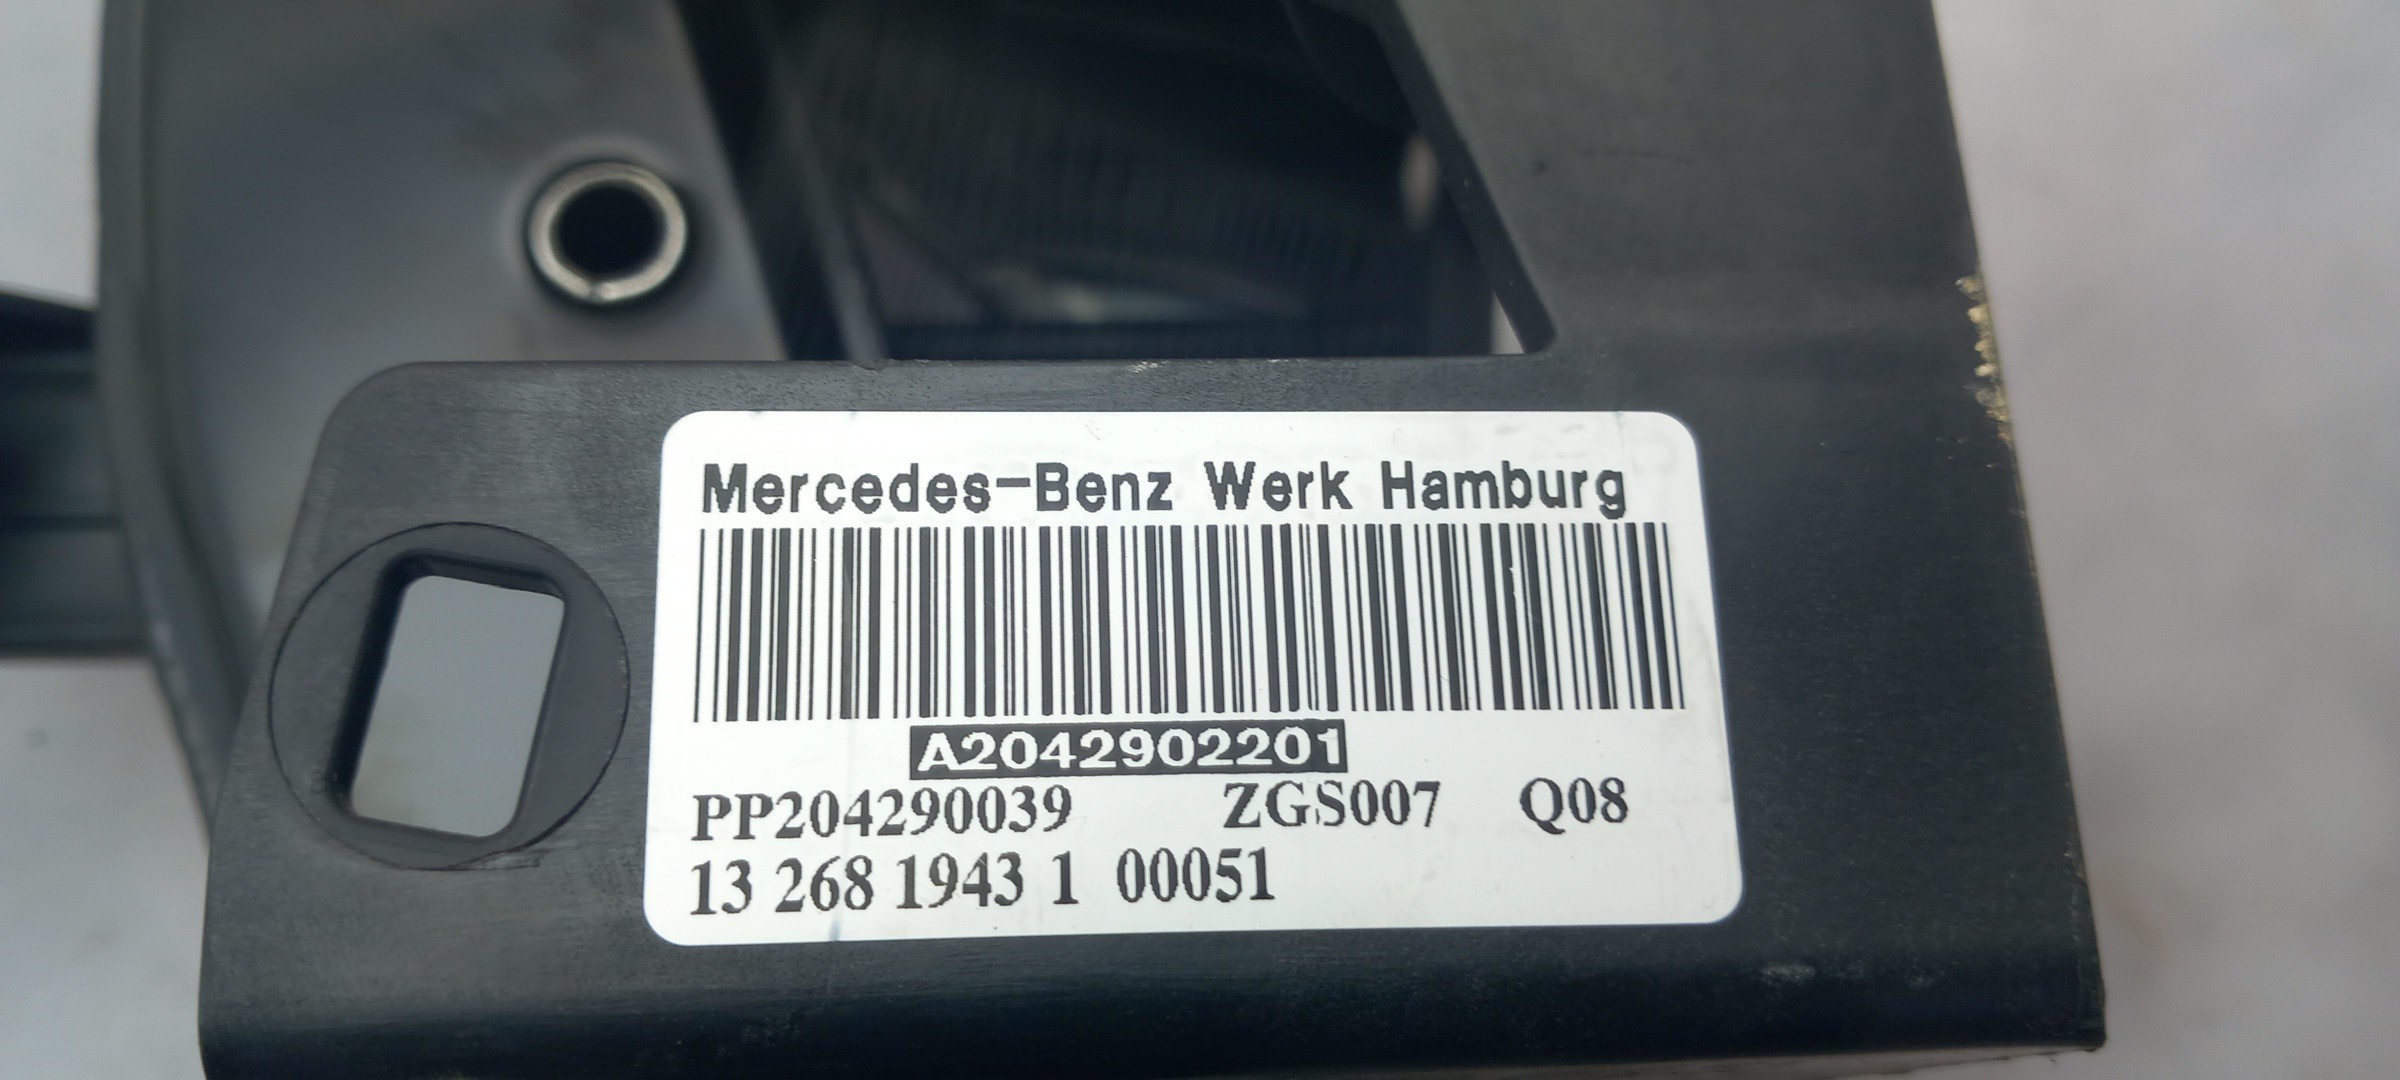 Mercedes-Benz Werk Hamburg
A2042902201
PP204290039 ZGS007 Q08
13 268 1943 1 00051